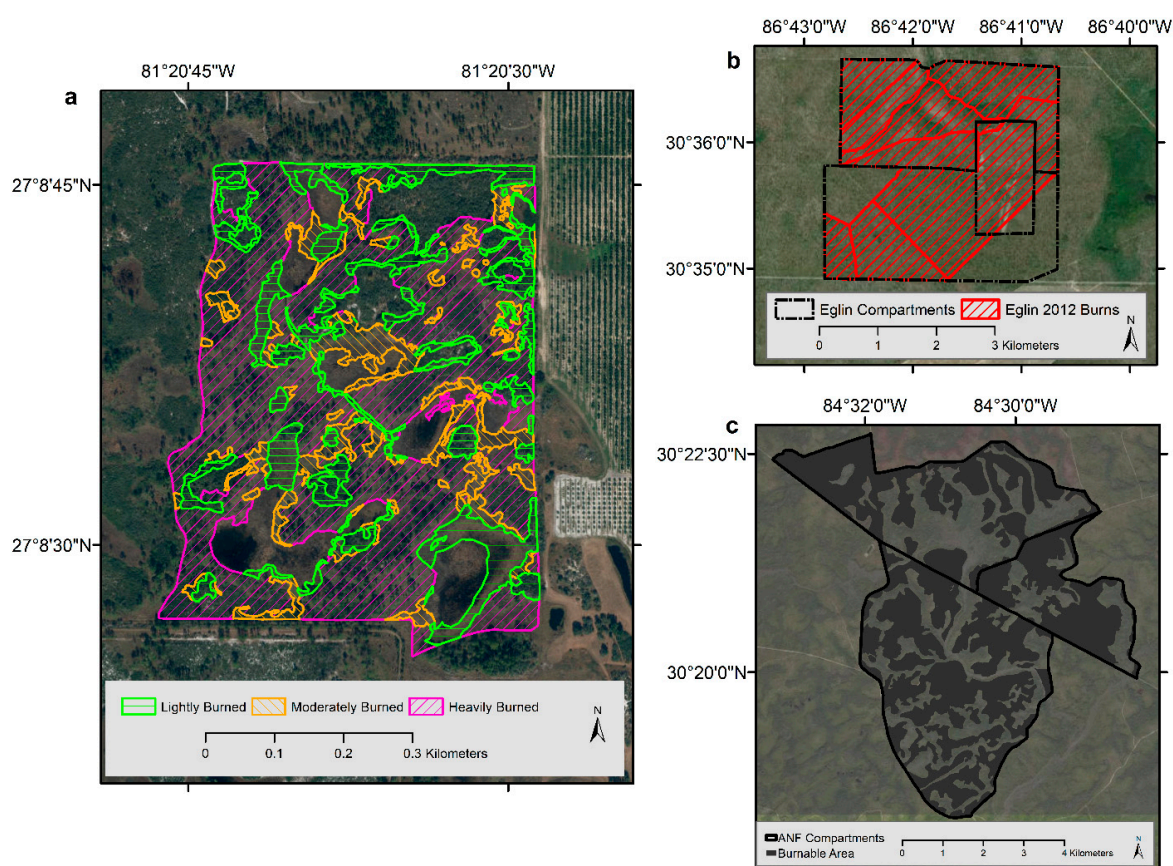 a
81°20'45"W 81°20'30"W
27°8'45"N
27°8'30"N
Lightly Burned Moderately Burned Heavily Burned
0 0.1 0.2 0.3 Kilometers
N
b
86°43'0"W 86°42'0"W 86°41'0"W 86°40'0"W
30°36'0"N
30°35'0"N
Eglin Compartments Eglin 2012 Burns
0 1 2 3 Kilometers
N
c
84°32'0"W 84°30'0"W
30°22'30"N
30°20'0"N
ANF Compartments
Burnable Area
0 1 2 3 4 Kilometers
N